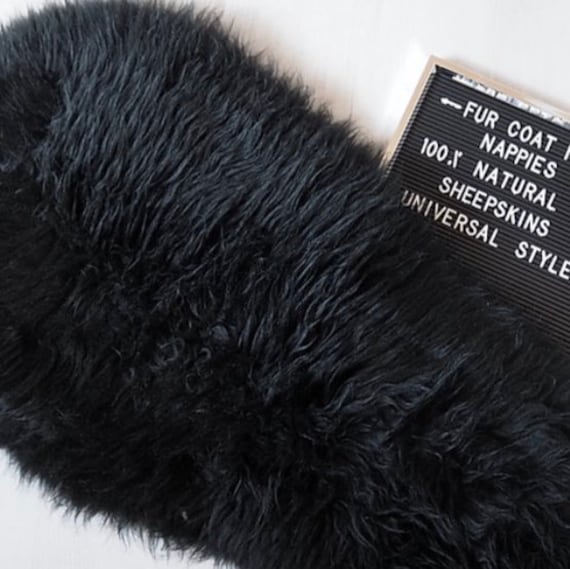 FUR COAT
NAPPIES
100% NATURAL
SHEEPSKINS
UNIVERSAL STYLE